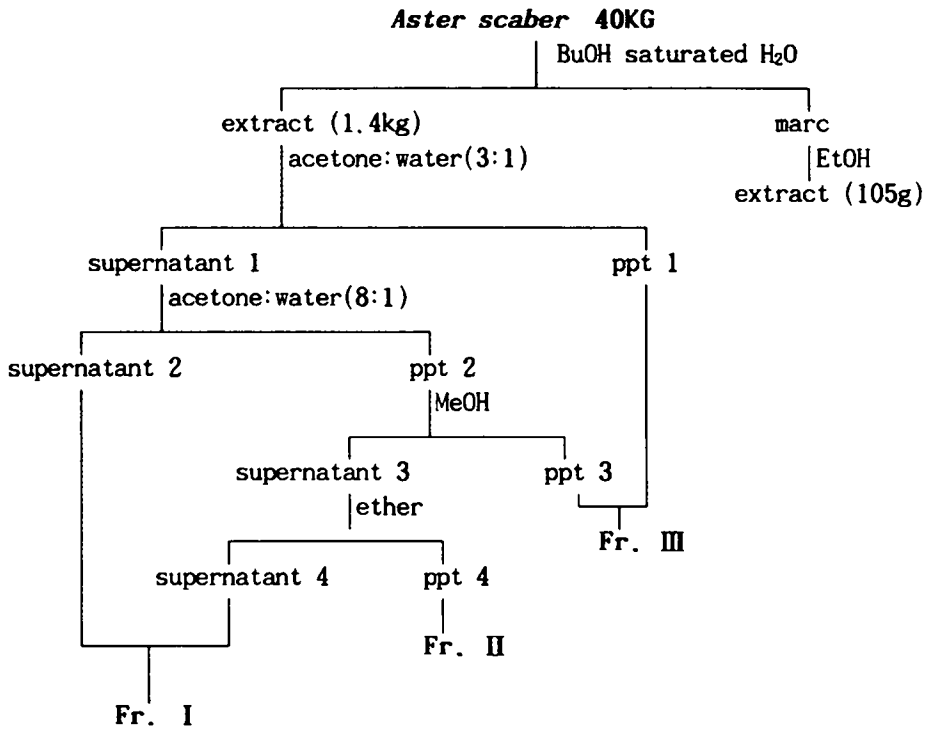 Aster scaber 40KG
BuOH saturated H₂O
extract (1.4kg)
marc
acetone:water(3:1)
EtOH
extract (105g)
supernatant 1
ppt 1
acetone:water(8:1)
supernatant 2
ppt 2
MeOH
supernatant 3
ppt 3
ether
Fr. Ⅲ
supernatant 4
ppt 4
Fr. Ⅱ
Fr. Ⅰ